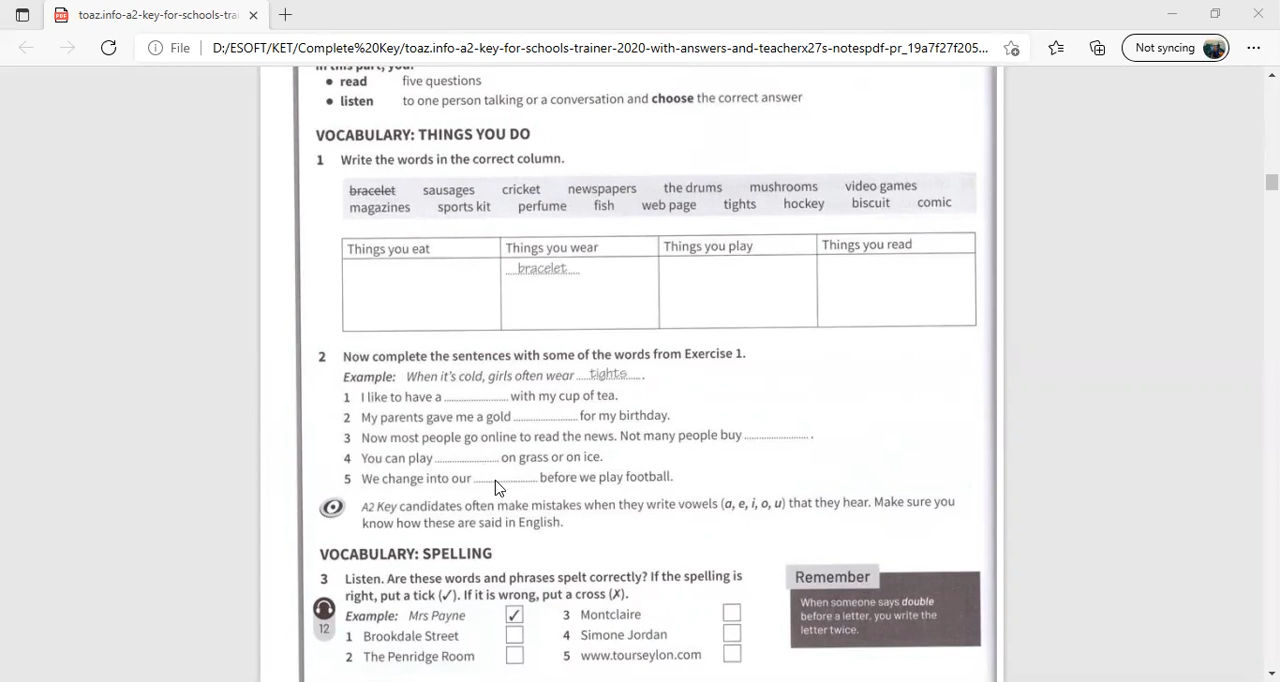 toaz.info-a2-key-for-schools-trai
File
D:/ESOFT/KET/Complete%20Key/toaz.info-a2-key-for-schools-trainer-2020-with-answers-and-teacherx27s-notespdf-pr_19a7f27f205...
Not syncing
In this part, you:
• read five questions
• listen to one person talking or a conversation and choose the correct answer
VOCABULARY: THINGS YOU DO
1 Write the words in the correct column.
bracelet sausages cricket newspapers the drums mushrooms video games
magazines sports kit perfume fish web page tights hockey biscuit comic
Things you eat Things you wear Things you play Things you read
bracelet
2 Now complete the sentences with some of the words from Exercise 1.
Example: When it's cold, girls often wear ......tights...... .
1 I like to have a .................... with my cup of tea.
2 My parents gave me a gold .................... for my birthday.
3 Now most people go online to read the news. Not many people buy .................... .
4 You can play .................... on grass or on ice.
5 We change into our .................... before we play football.
A2 Key candidates often make mistakes when they write vowels (a, e, i, o, u) that they hear. Make sure you
know how these are said in English.
VOCABULARY: SPELLING
3 Listen. Are these words and phrases spelt correctly? If the spelling is
right, put a tick (✓). If it is wrong, put a cross (✗).
12
Example: Mrs Payne ✓
1 Brookdale Street
2 The Penridge Room
3 Montclaire
4 Simone Jordan
5 www.tourseylon.com
Remember
When someone says double
before a letter, you write the
letter twice.